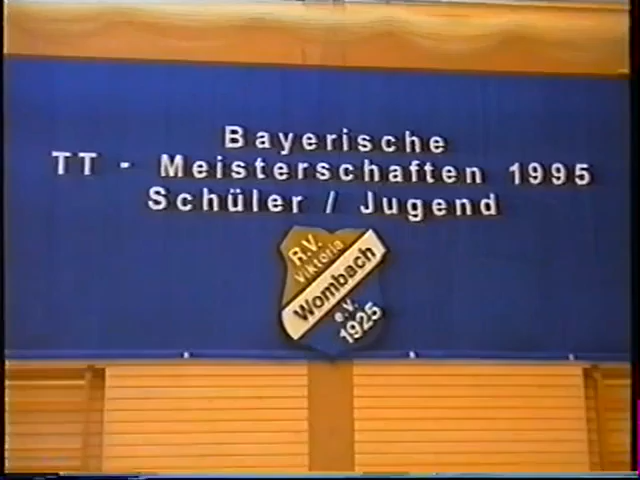 Bayerische
TT - Meisterschaften 1995
Schüler / Jugend
R.V.
Viktoria
Wombach
e.V.
1925